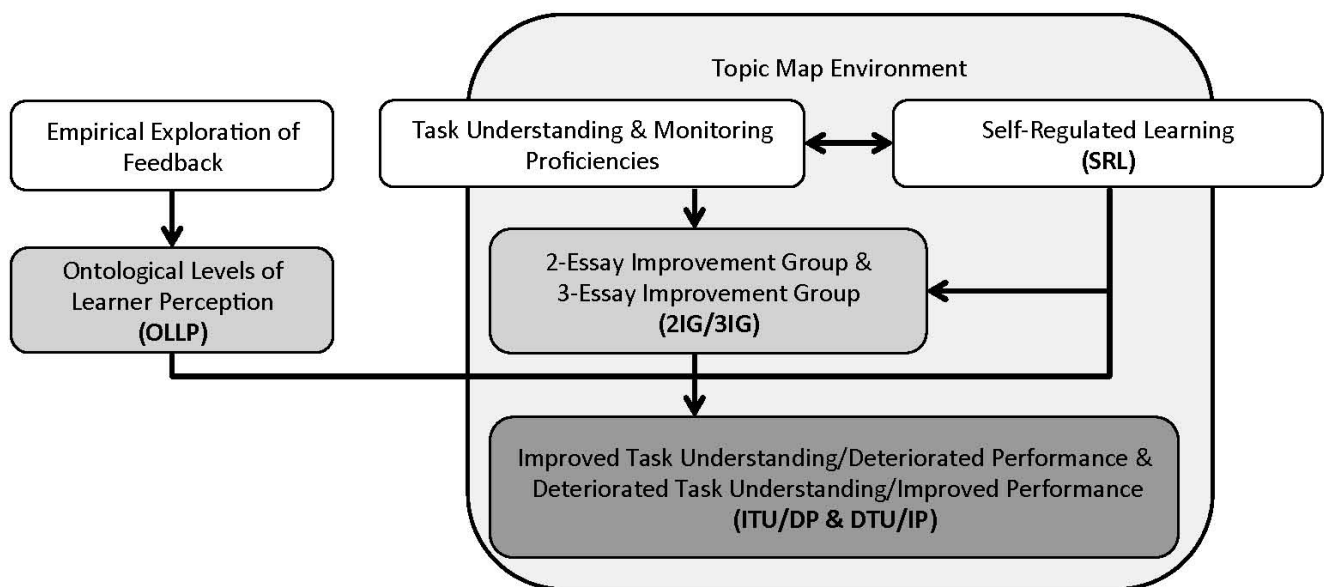 Topic Map Environment
Empirical Exploration of
Feedback
Task Understanding & Monitoring
Proficiencies
Self-Regulated Learning
(SRL)
Ontological Levels of
Learner Perception
(OLLP)
2-Essay Improvement Group &
3-Essay Improvement Group
(2IG/3IG)
Improved Task Understanding/Deteriorated Performance &
Deteriorated Task Understanding/Improved Performance
(ITU/DP & DTU/IP)